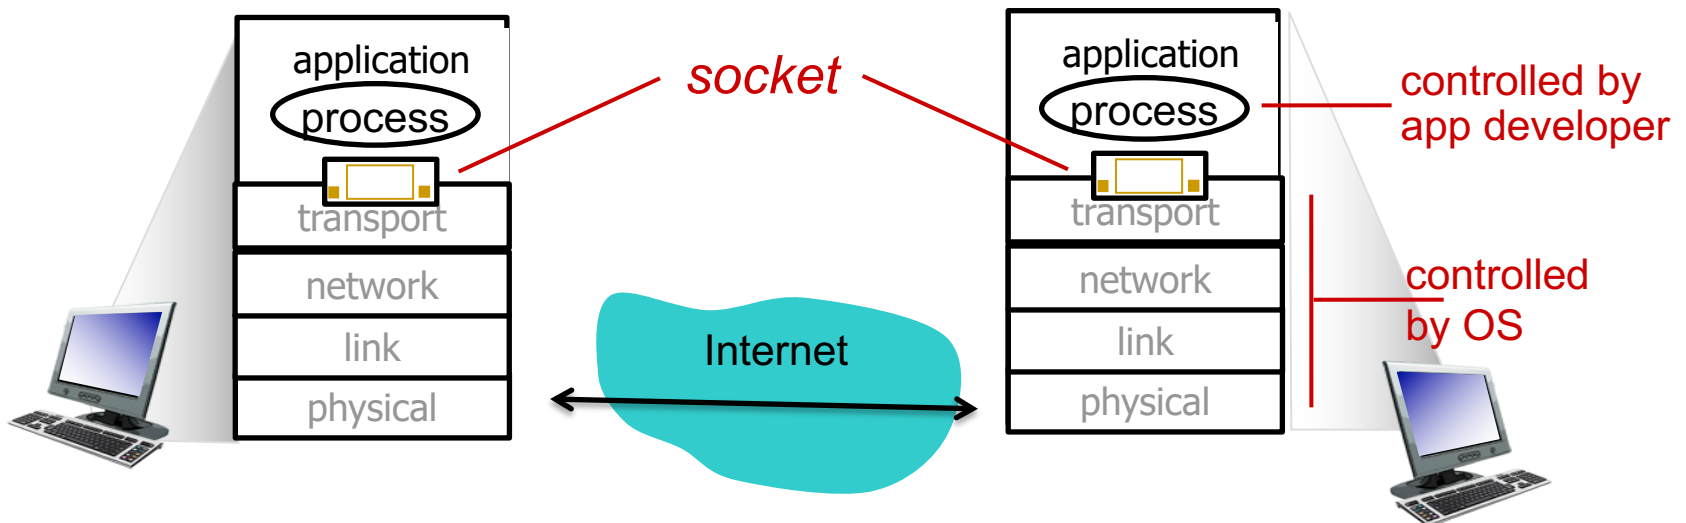 application
process
transport
network
link
physical
socket
Internet
application
process
transport
network
link
physical
controlled by
app developer
controlled
by OS